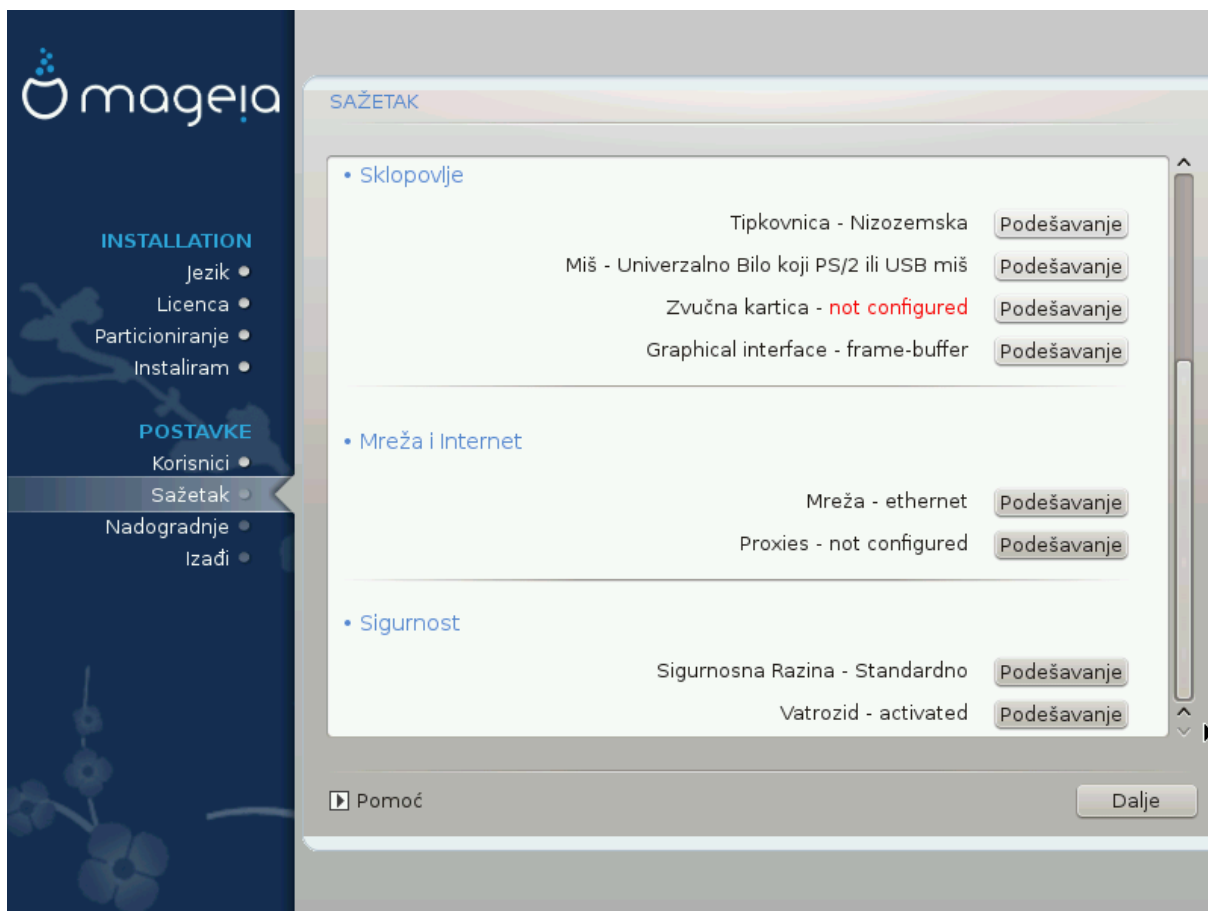 mageia
INSTALLATION
Jezik
Licenca
Particioniranje
Instaliram
POSTAVKE
Korisnici
Sažetak
Nadogradnje
Izađi
SAŽETAK
• Sklopovlje
Tipkovnica - Nizozemska Podešavanje
Miš - Univerzalno Bilo koji PS/2 ili USB miš Podešavanje
Zvučna kartica - not configured Podešavanje
Graphical interface - frame-buffer Podešavanje
• Mreža i Internet
Mreža - ethernet Podešavanje
Proxies - not configured Podešavanje
• Sigurnost
Sigurnosna Razina - Standardno Podešavanje
Vatrozid - activated Podešavanje
Pomoć
Dalje